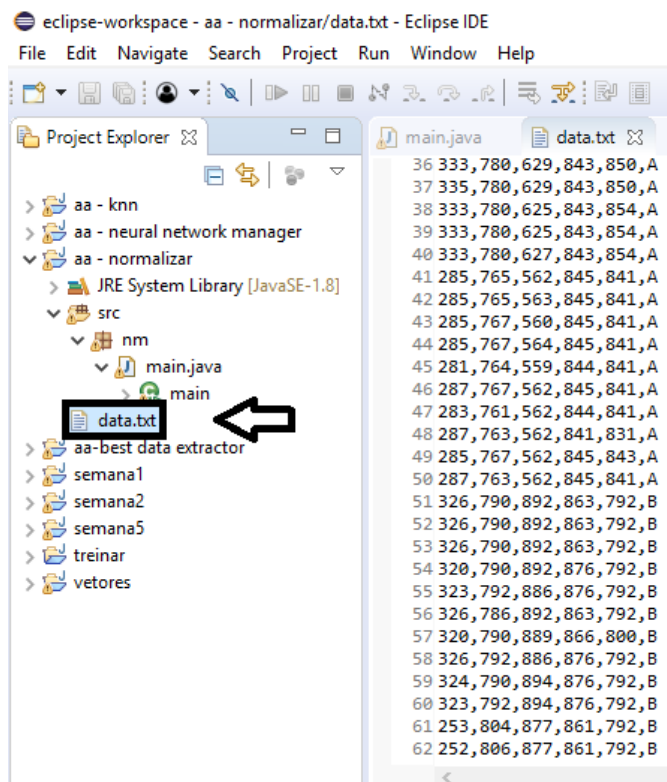 eclipse-workspace - aa - normalizar/data.txt - Eclipse IDE
File Edit Navigate Search Project Run Window Help
Project Explorer
aa - knn
aa - neural network manager
aa - normalizar
JRE System Library [JavaSE-1.8]
src
nm
main.java
main
data.txt
aa-best data extractor
semana1
semana2
semana5
treinar
vetores
main.java data.txt
36 333,780,629,843,850,A
37 335,780,629,843,850,A
38 333,780,625,843,854,A
39 333,780,625,843,854,A
40 333,780,627,843,854,A
41 285,765,562,845,841,A
42 285,765,563,845,841,A
43 285,767,560,845,841,A
44 285,767,564,845,841,A
45 281,764,559,844,841,A
46 287,767,562,845,841,A
47 283,761,562,844,841,A
48 287,763,562,841,831,A
49 285,767,562,845,843,A
50 287,763,562,845,841,A
51 326,790,892,863,792,B
52 326,790,892,863,792,B
53 326,790,892,863,792,B
54 320,790,892,876,792,B
55 323,792,886,876,792,B
56 326,786,892,863,792,B
57 320,790,889,866,800,B
58 326,792,886,876,792,B
59 324,790,894,876,792,B
60 323,792,894,876,792,B
61 253,804,877,861,792,B
62 252,806,877,861,792,B